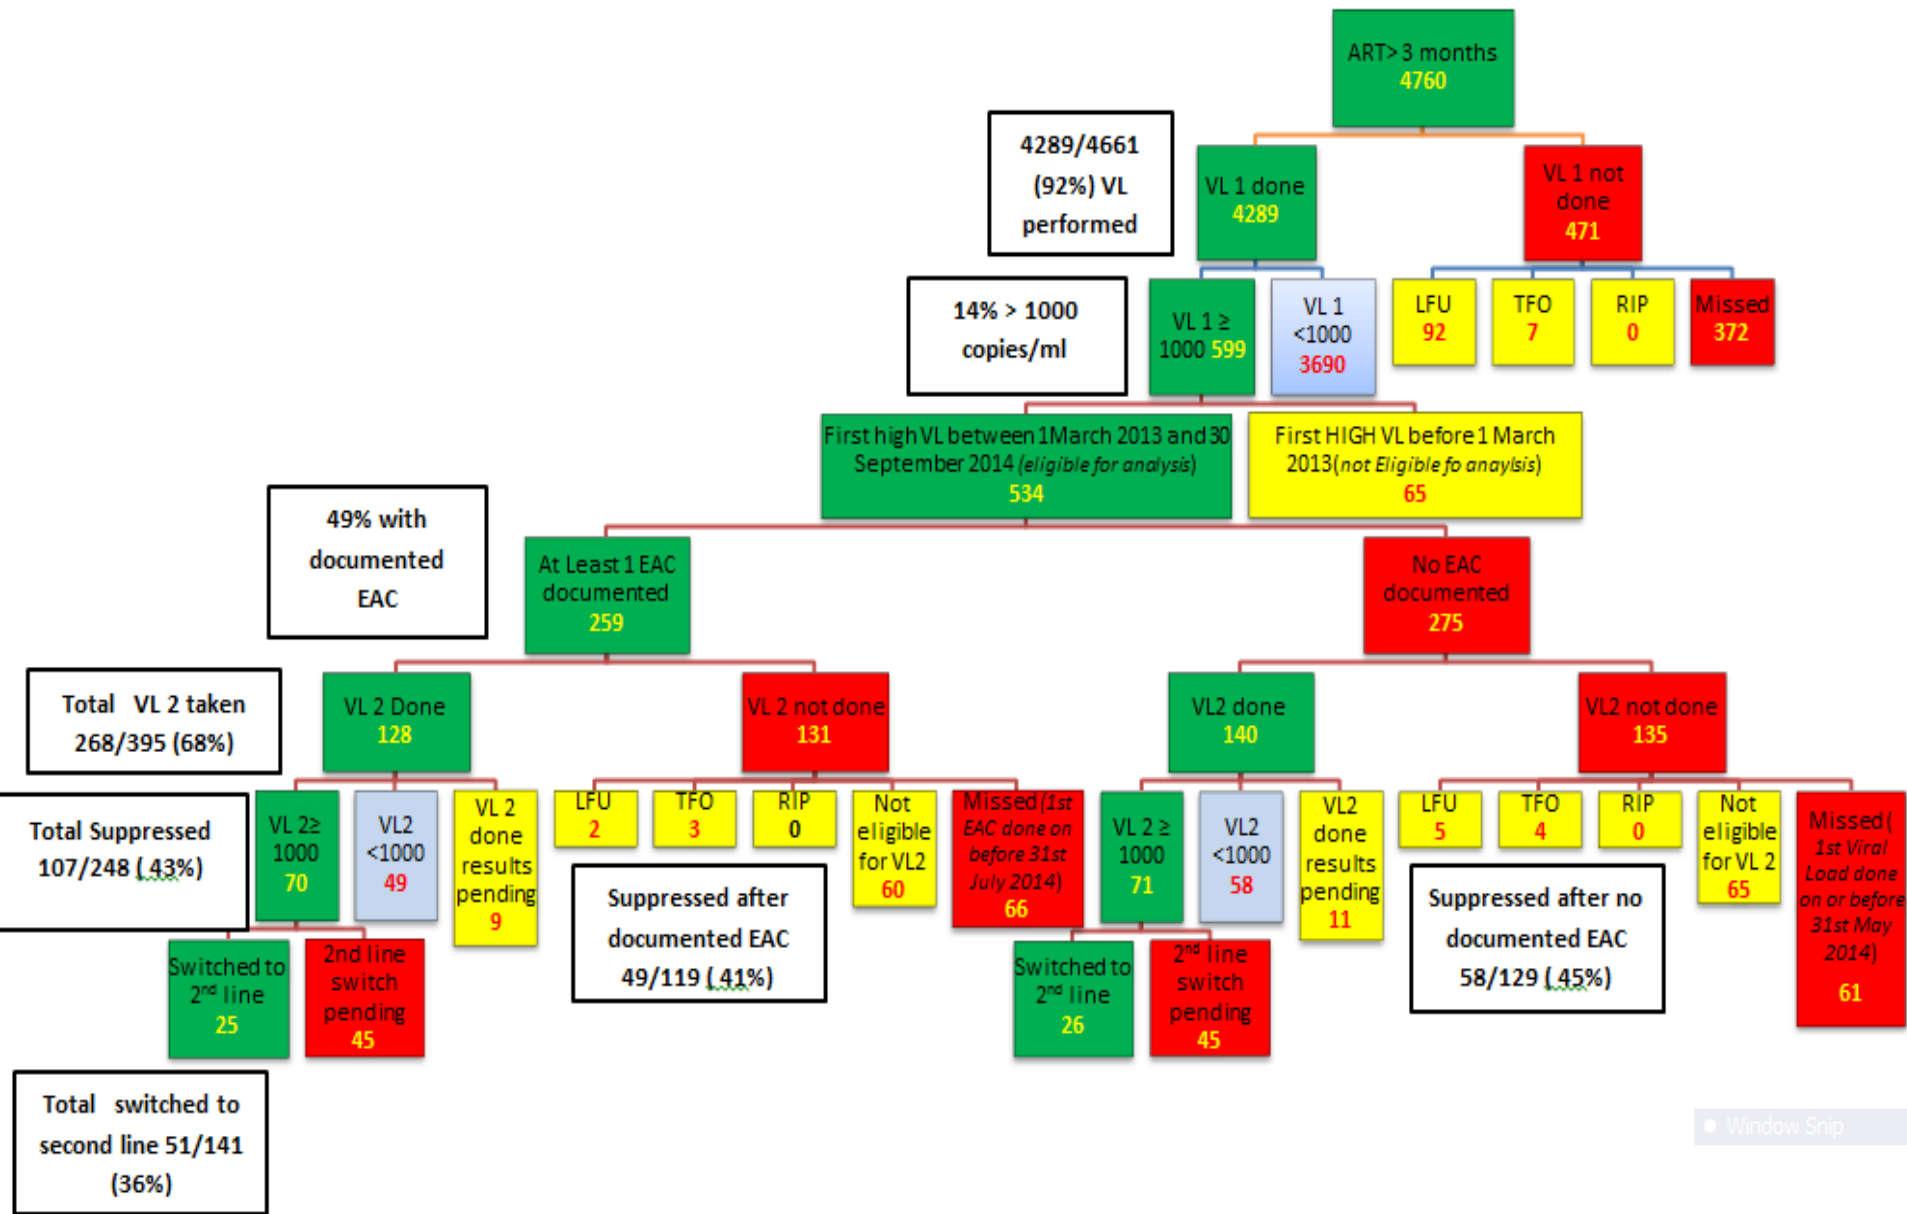 ART> 3 months
4760
4289/4661
(92%) VL
performed
VL 1 done
4289
VL 1 not
done
471
14% > 1000
copies/ml
VL 1 ≥
1000 599
VL 1
<1000
3690
LFU
92
TFO
7
RIP
0
Missed
372
First high VL between 1March 2013 and 30
September 2014 (eligible for analysis)
534
First HIGH VL before 1 March
2013(not Eligible fo anaylsis)
65
49% with
documented
EAC
At Least 1 EAC
documented
259
No EAC
documented
275
Total VL 2 taken
268/395 (68%)
VL 2 Done
128
VL 2 not done
131
VL2 done
140
VL2 not done
135
Total Suppressed
107/248 ( 43%)
VL 2≥
1000
70
VL2
<1000
49
VL 2
done
results
pending
9
LFU
2
TFO
3
RIP
0
Not
eligible
for VL2
60
Missed (1st
EAC done on
before 31st
July 2014)
66
VL 2 ≥
1000
71
VL2
<1000
58
VL2
done
results
pending
11
LFU
5
TFO
4
RIP
0
Not
eligible
for VL 2
65
Missed (
1st Viral
Load done
on or before
31st May
2014)
61
Suppressed after
documented EAC
49/119 ( 41%)
Suppressed after no
documented EAC
58/129 ( 45%)
Switched to
2nd line
25
2nd line
switch
pending
45
Switched to
2nd line
26
2nd line
switch
pending
45
Total switched to
second line 51/141
(36%)
Window Snip